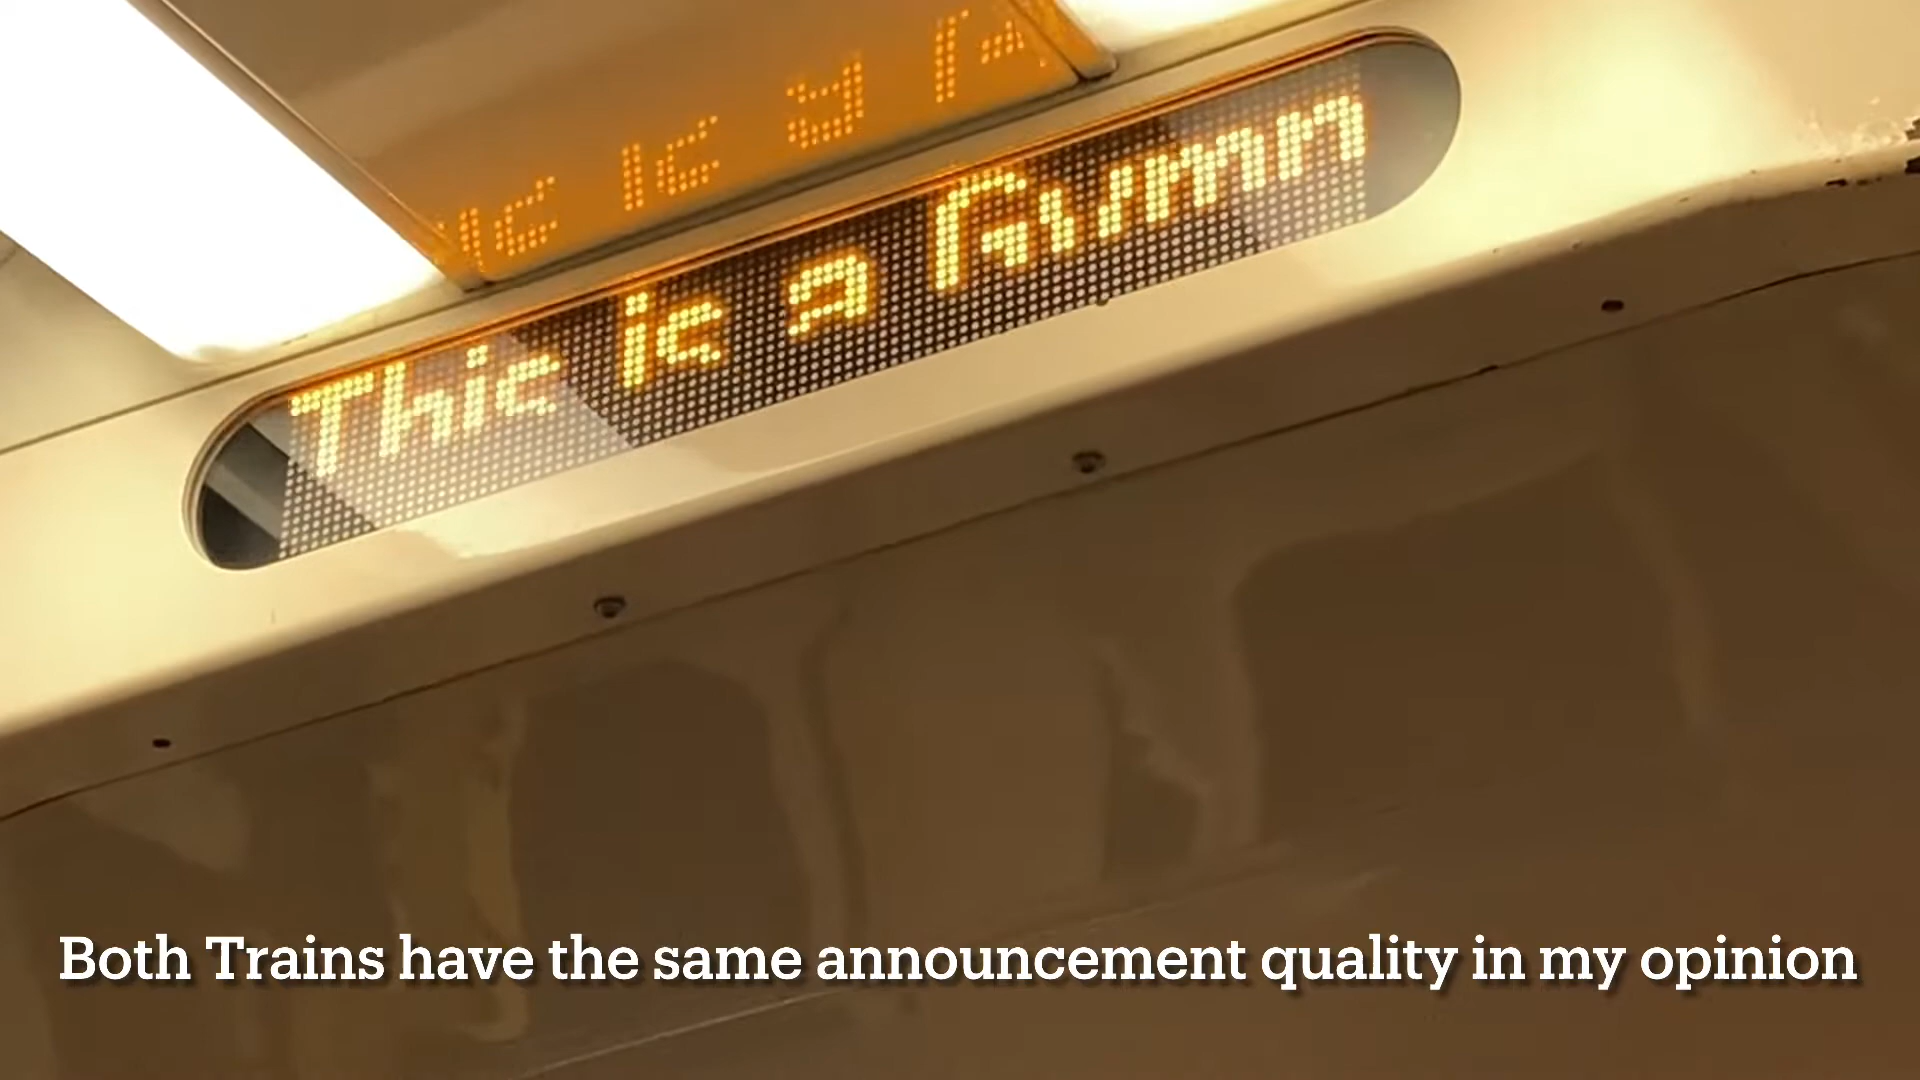 This is a
Both Trains have the same announcement quality in my opinion